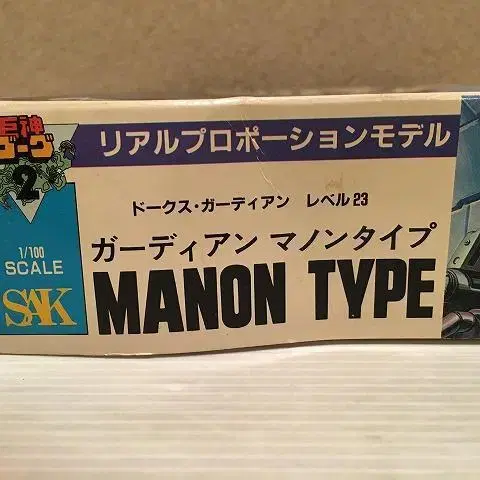 巨神
ゴーグ
2
1/100
SCALE
SAK
リアルプロポーションモデル
ドークス・ガーディアン レベル23
ガーディアン マノンタイプ
MANON TYPE